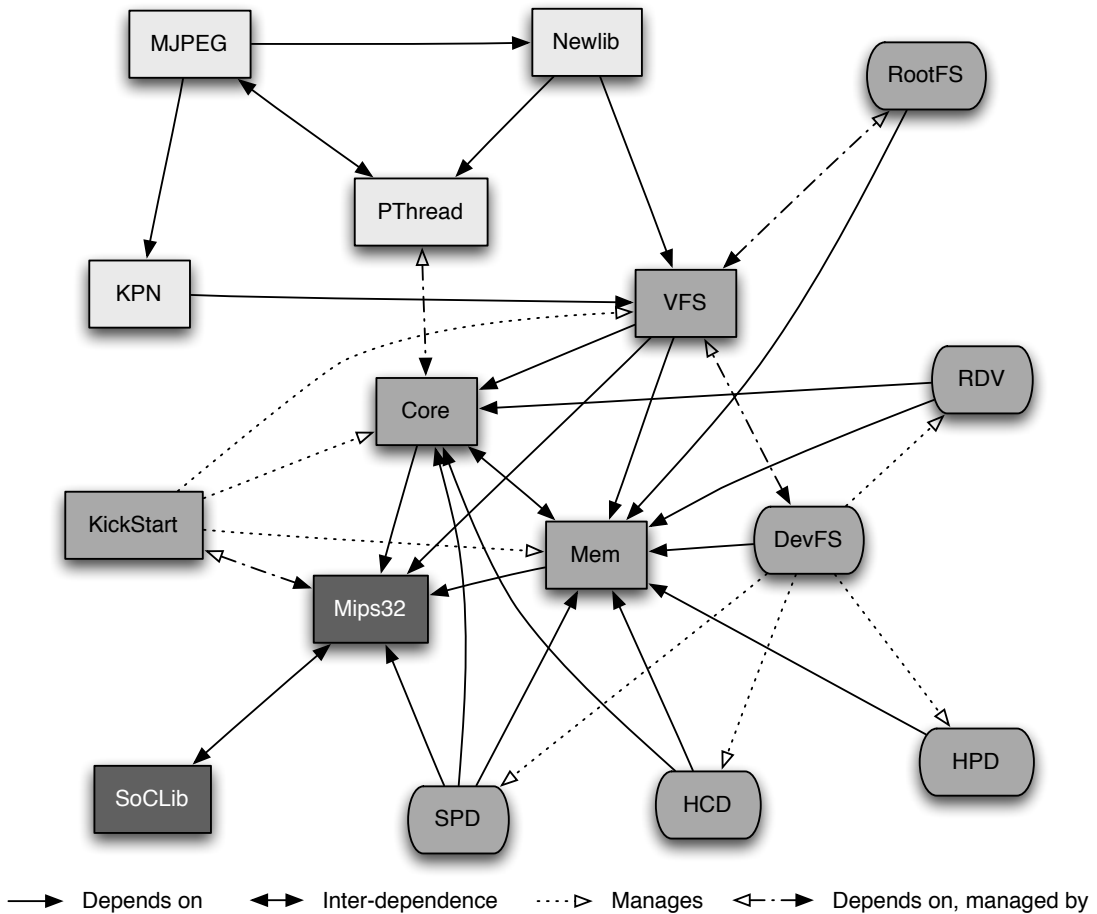 MJPEG
Newlib
RootFS
PThread
KPN
VFS
RDV
Core
KickStart
DevFS
Mem
Mips32
HPD
SoCLib
HCD
SPD
Depends on
Inter-dependence
Manages
Depends on, managed by